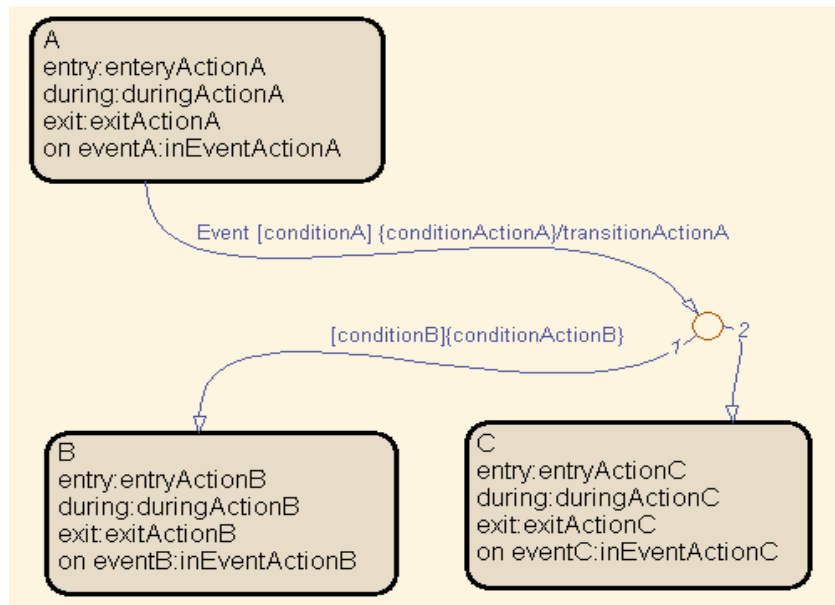 A
entry:enteryActionA
during:duringActionA
exit:exitActionA
on eventA:inEventActionA
Event [conditionA] {conditionActionA}/transitionActionA
[conditionB]{conditionActionB}
1
2
B
entry:entryActionB
during:duringActionB
exit:exitActionB
on eventB:inEventActionB
C
entry:entryActionC
during:duringActionC
exit:exitActionC
on eventC:inEventActionC